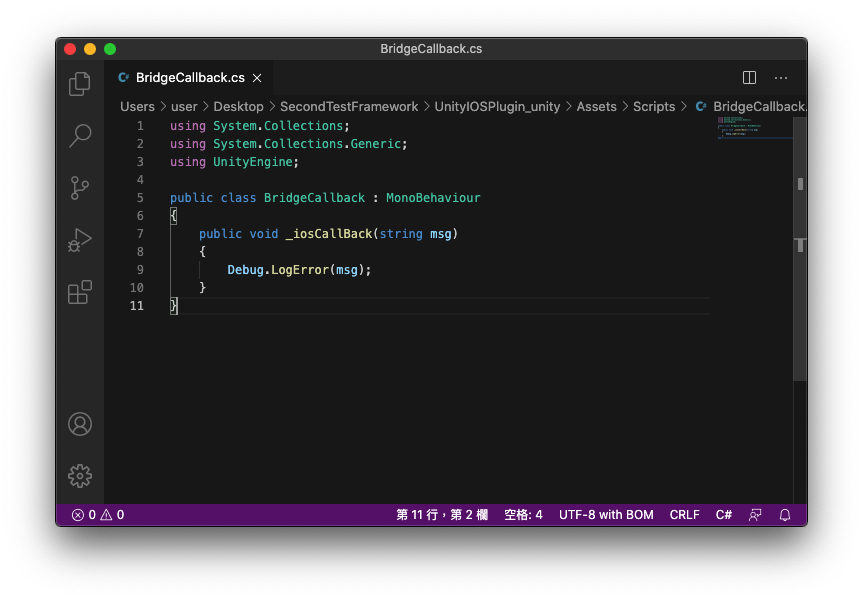 BridgeCallback.cs
C# BridgeCallback.cs
Users > user > Desktop > SecondTestFramework > UnityIOSPlugin_unity > Assets > Scripts > C# BridgeCallback.
1 using System.Collections;
2 using System.Collections.Generic;
3 using UnityEngine;
4
5 public class BridgeCallback : MonoBehaviour
6 {
7     public void _iosCallBack(string msg)
8     {
9         Debug.LogError(msg);
10     }
11 }
0 0 第 11 行，第 2 欄 空格: 4 UTF-8 with BOM CRLF C#